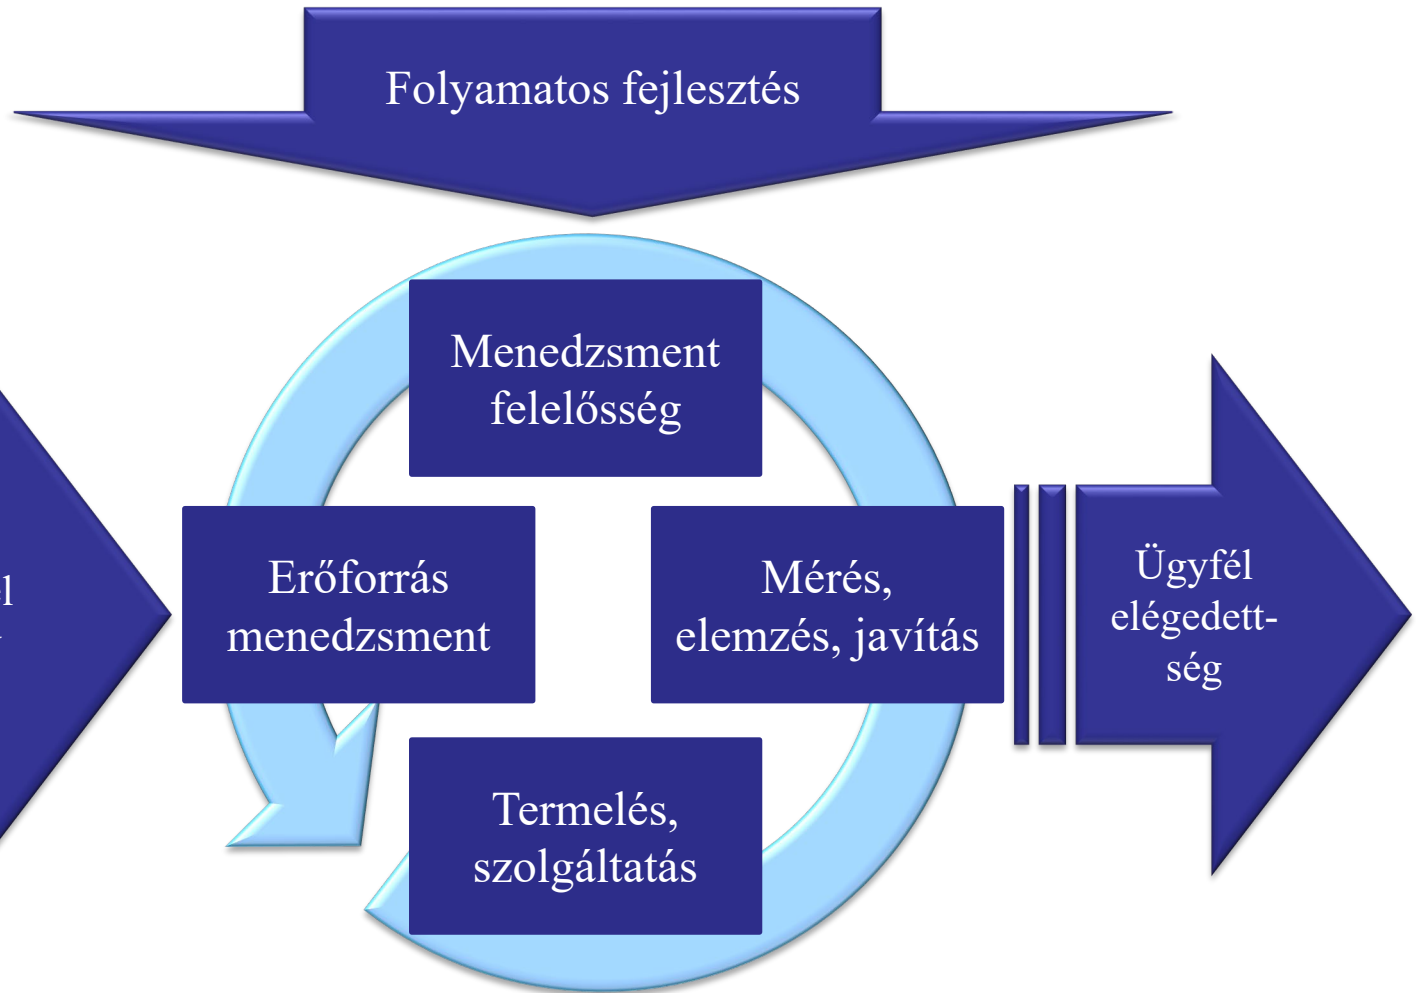 Folyamatos fejlesztés
Menedzsment
felelősség
Erőforrás
menedzsment
Mérés,
elemzés, javítás
Ügyfél
elégedett-
ség
Termelés,
szolgáltatás